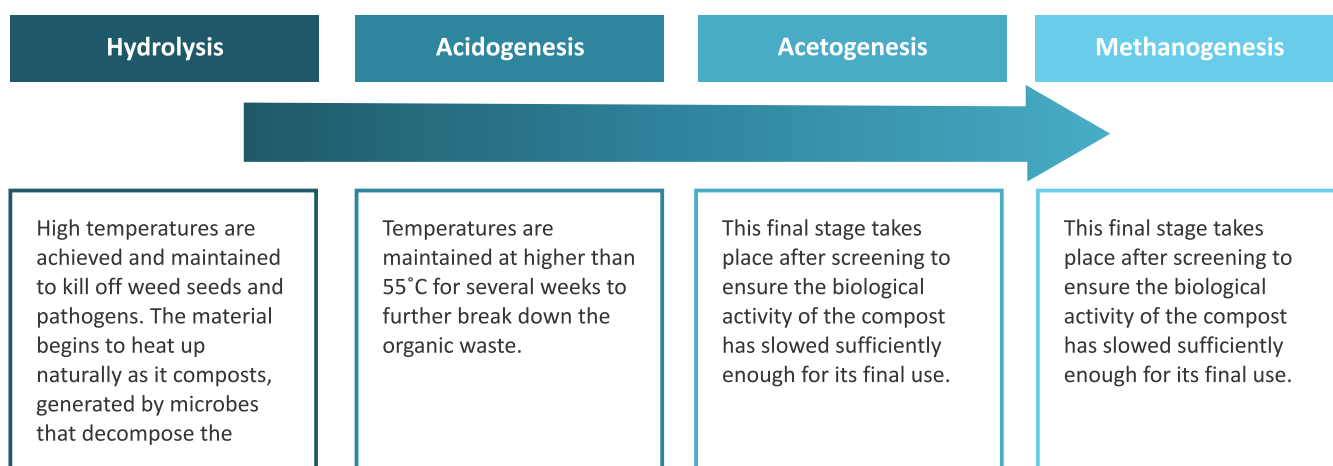 Hydrolysis
Acidogenesis
Acetogenesis
Methanogenesis
High temperatures are
achieved and maintained
to kill off weed seeds and
pathogens. The material
begins to heat up
naturally as it composts,
generated by microbes
that decompose the
Temperatures are
maintained at higher than
55˚C for several weeks to
further break down the
organic waste.
This final stage takes
place after screening to
ensure the biological
activity of the compost
has slowed sufficiently
enough for its final use.
This final stage takes
place after screening to
ensure the biological
activity of the compost
has slowed sufficiently
enough for its final use.